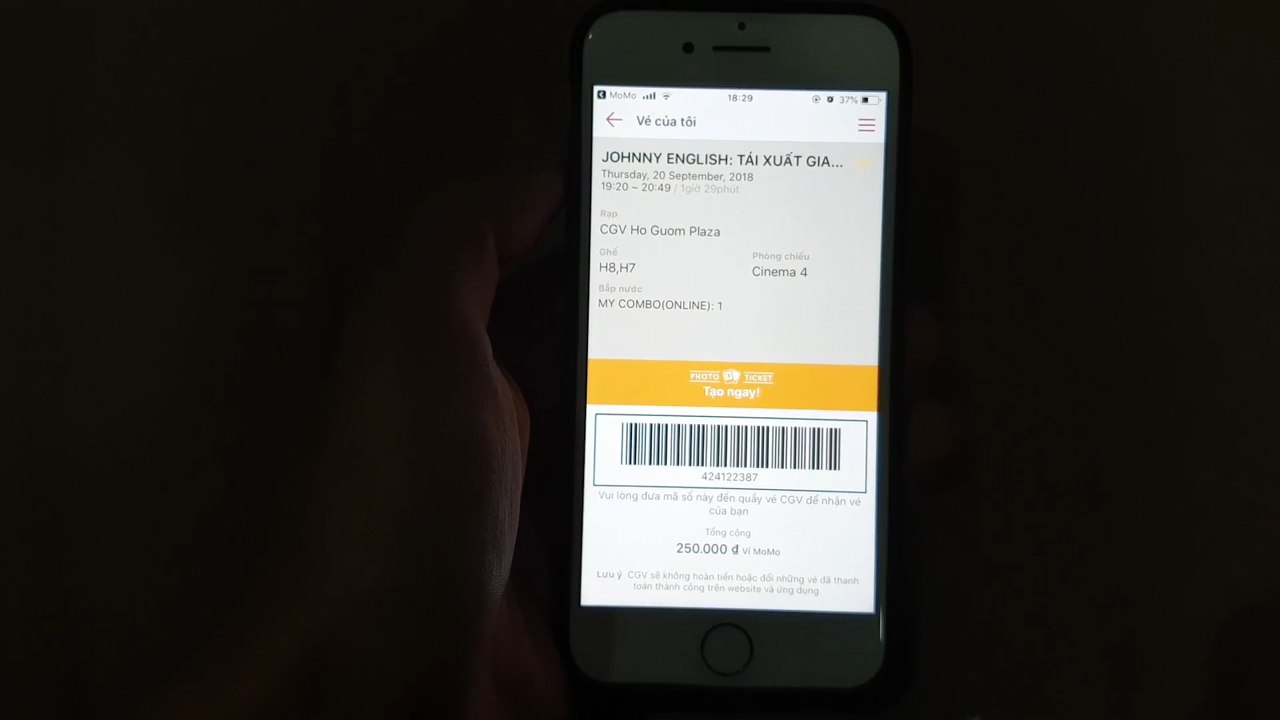 MoMo 18:29 37%
Vé của tôi
JOHNNY ENGLISH: TÁI XUẤT GIA...
Thursday, 20 September, 2018
19:20 ~ 20:49 / 1giờ 29phút
Rạp
CGV Ho Guom Plaza
Ghế Phòng chiếu
H8,H7 Cinema 4
Bắp nước
MY COMBO(ONLINE): 1
PHOTO TICKET
Tạo ngay!
424122387
Vui lòng đưa mã số này đến quầy vé CGV để nhận vé
của bạn
Tổng cộng
250.000 ₫ Ví MoMo
Lưu ý CGV sẽ không hoàn tiền hoặc đổi những vé đã thanh
toán thành công trên website và ứng dụng.